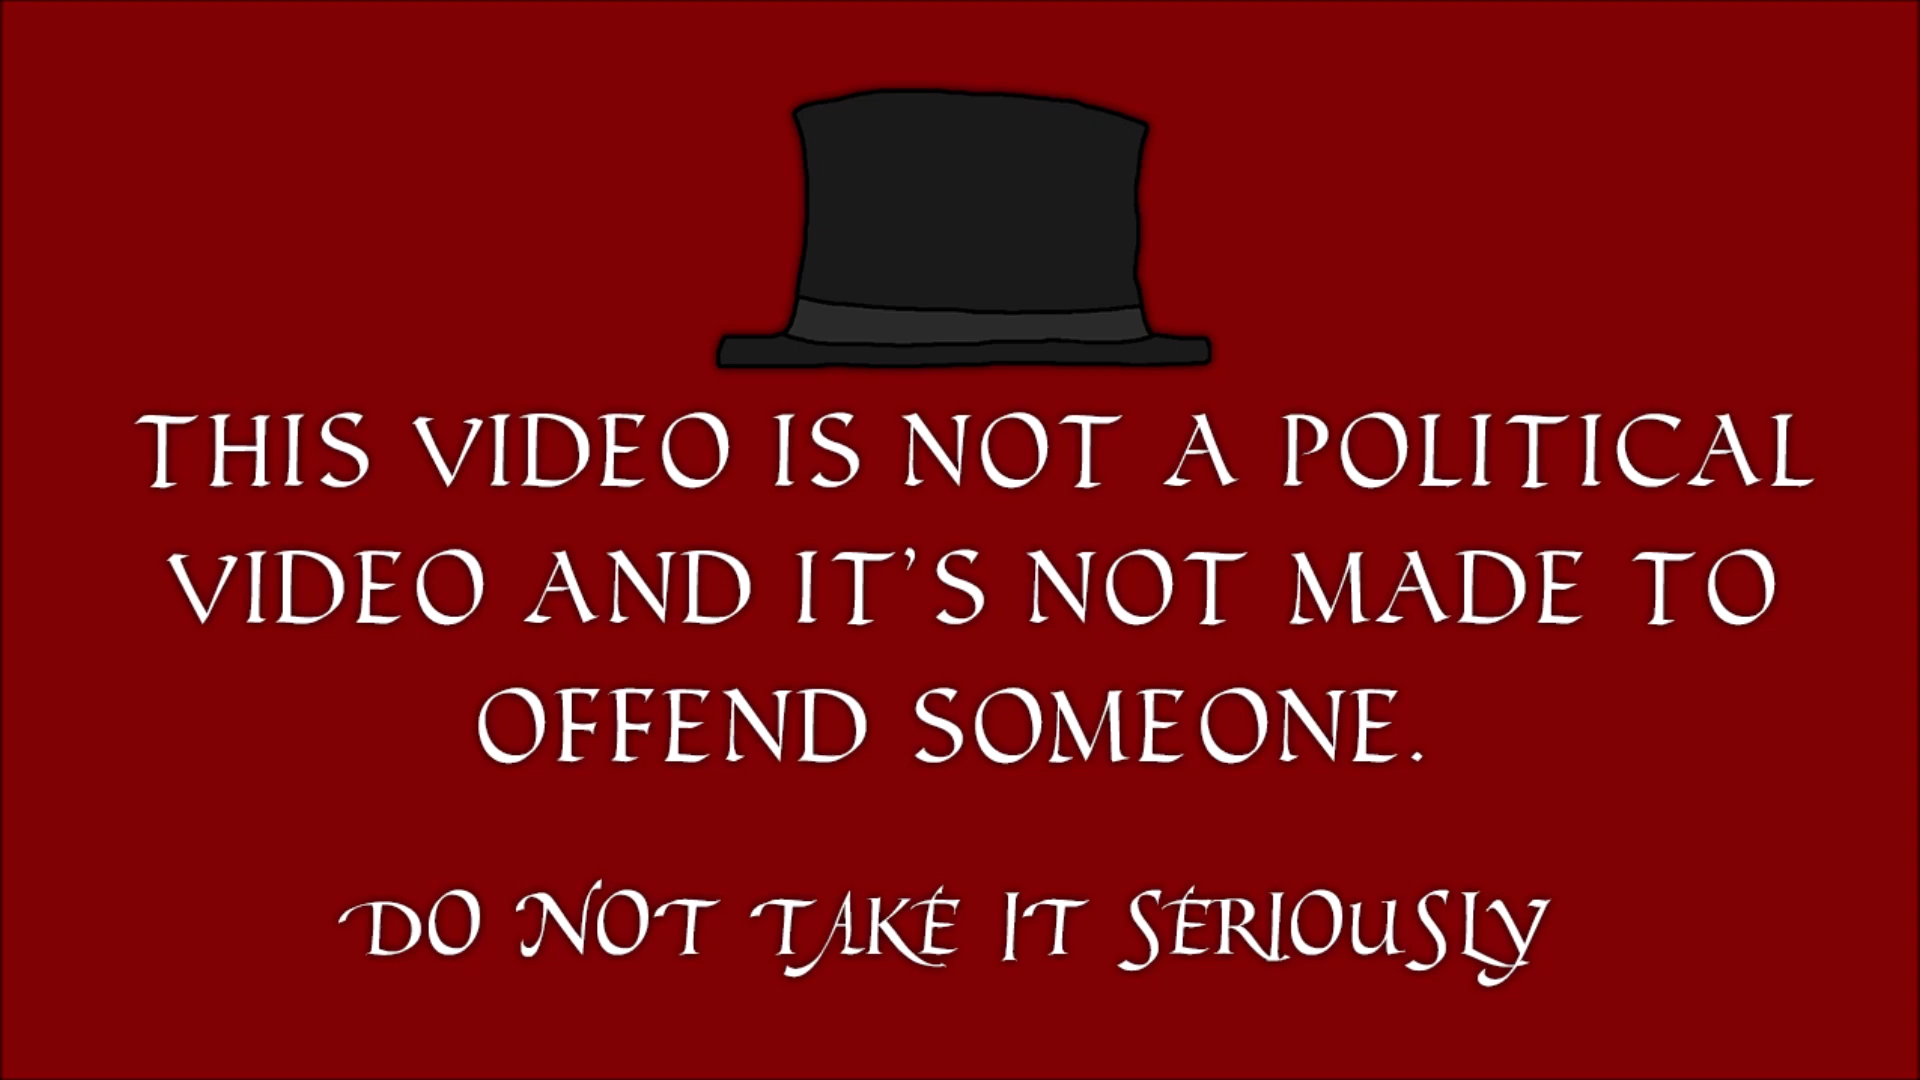 THIS VIDEO IS NOT A POLITICAL
VIDEO AND IT'S NOT MADE TO
OFFEND SOMEONE.
DO NOT TAKE IT SERIOUSLY